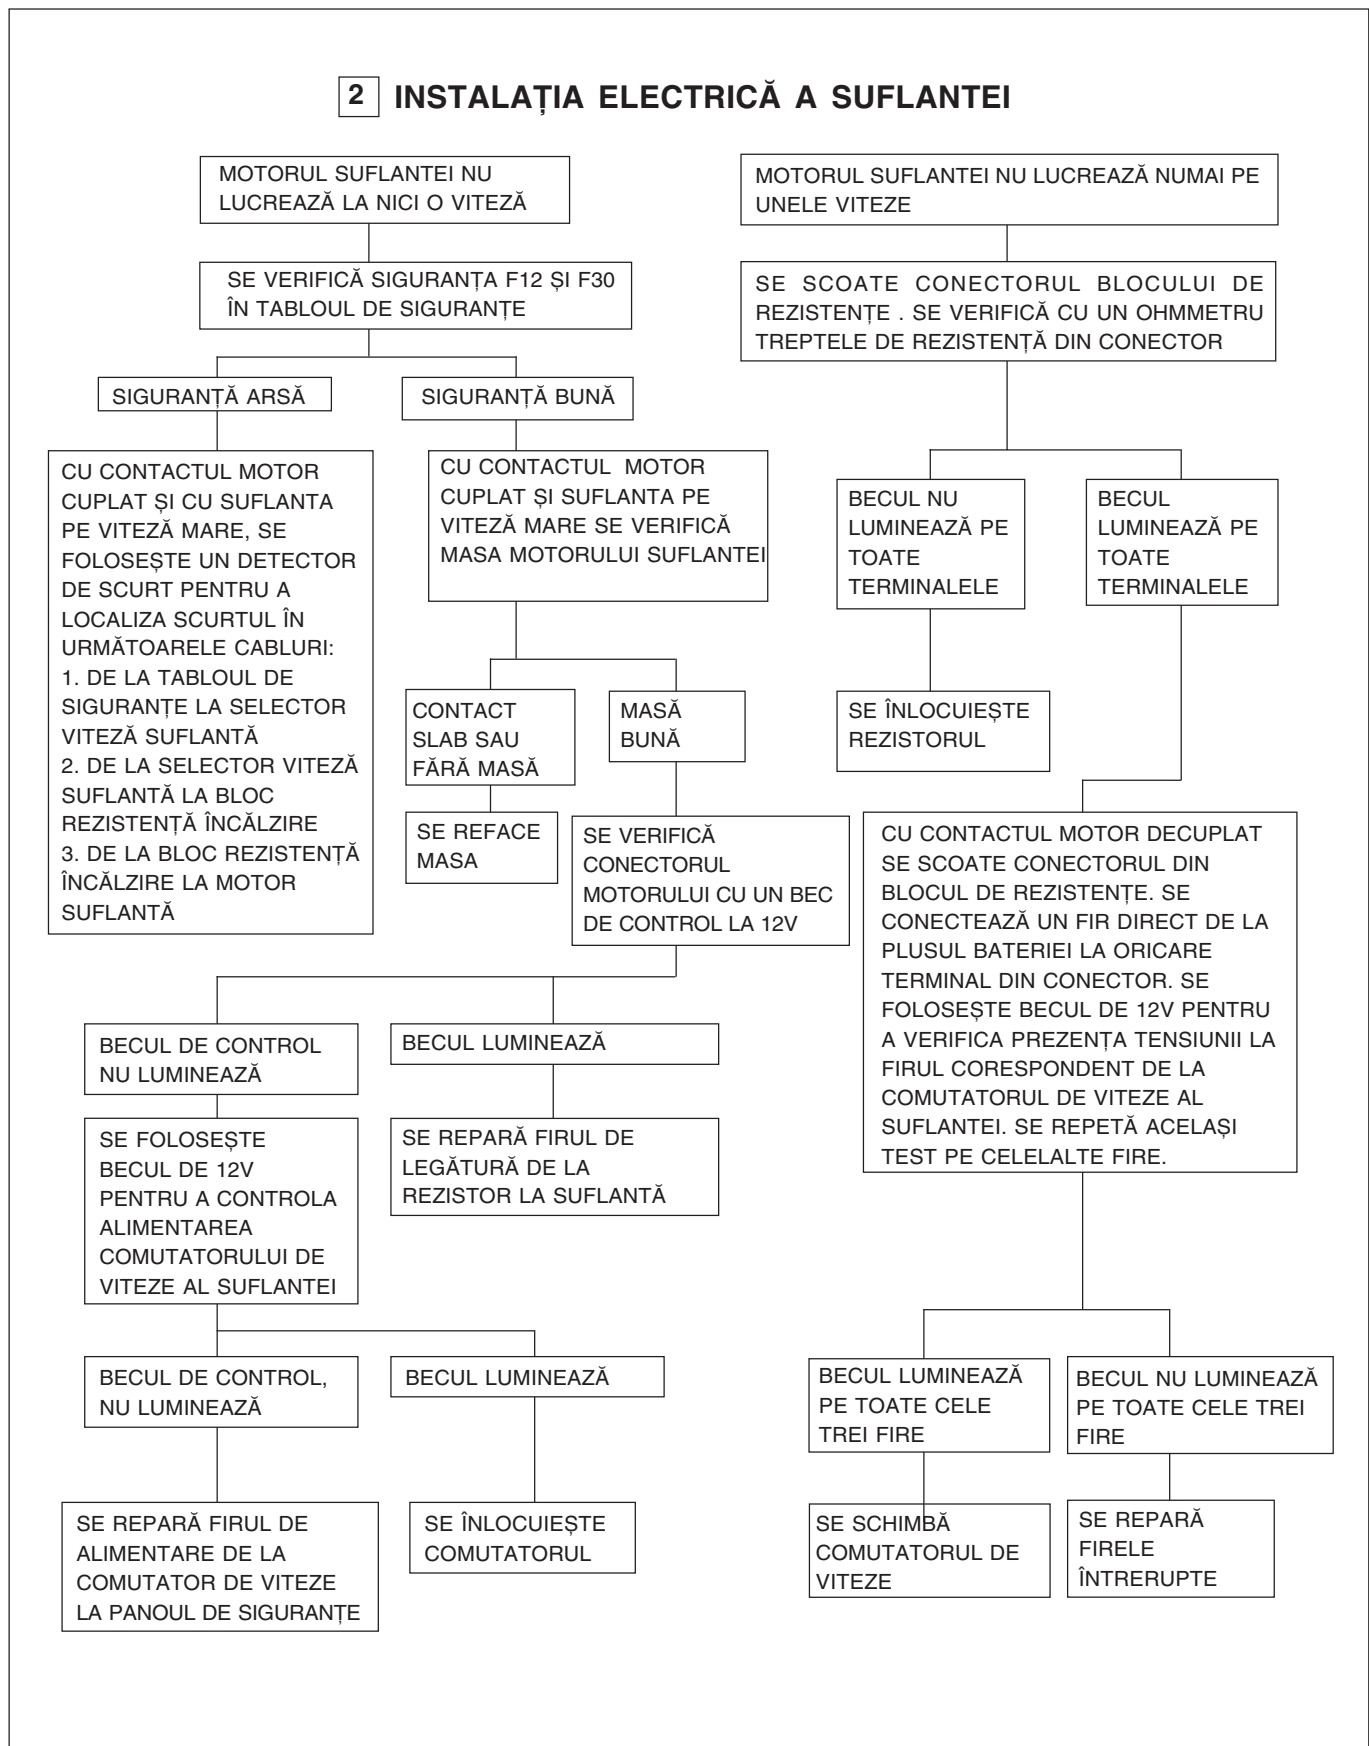 2 INSTALAȚIA ELECTRICĂ A SUFLANTEI
MOTORUL SUFLANTEI NU
LUCREAZĂ LA NICI O VITEZĂ
SE VERIFICĂ SIGURANȚA F12 ȘI F30
ÎN TABLOUL DE SIGURANȚE
SIGURANȚĂ ARSĂ
SIGURANȚĂ BUNĂ
CU CONTACTUL MOTOR
CUPLAT ȘI CU SUFLANTA
PE VITEZĂ MARE, SE
FOLOSEȘTE UN DETECTOR
DE SCURT PENTRU A
LOCALIZA SCURTUL ÎN
URMĂTOARELE CABLURI:
1. DE LA TABLOUL DE
SIGURANȚE LA SELECTOR
VITEZĂ SUFLANTĂ
2. DE LA SELECTOR VITEZĂ
SUFLANTĂ LA BLOC
REZISTENȚĂ ÎNCĂLZIRE
3. DE LA BLOC REZISTENȚĂ
ÎNCĂLZIRE LA MOTOR
SUFLANTĂ
CU CONTACTUL MOTOR
CUPLAT ȘI SUFLANTA PE
VITEZĂ MARE SE VERIFICĂ
MASA MOTORULUI SUFLANTEI
CONTACT
SLAB SAU
FĂRĂ MASĂ
MASĂ
BUNĂ
SE REFACE
MASA
SE VERIFICĂ
CONECTORUL
MOTORULUI CU UN BEC
DE CONTROL LA 12V
BECUL DE CONTROL
NU LUMINEAZĂ
BECUL LUMINEAZĂ
SE FOLOSEȘTE
BECUL DE 12V
PENTRU A CONTROLA
ALIMENTAREA
COMUTATORULUI DE
VITEZE AL SUFLANTEI
SE REPARĂ FIRUL DE
LEGĂTURĂ DE LA
REZISTOR LA SUFLANTĂ
BECUL DE CONTROL,
NU LUMINEAZĂ
BECUL LUMINEAZĂ
SE REPARĂ FIRUL DE
ALIMENTARE DE LA
COMUTATOR DE VITEZE
LA PANOUL DE SIGURANȚE
SE ÎNLOCUIEȘTE
COMUTATORUL
MOTORUL SUFLANTEI NU LUCREAZĂ NUMAI PE
UNELE VITEZE
SE SCOATE CONECTORUL BLOCULUI DE
REZISTENȚE . SE VERIFICĂ CU UN OHMMETRU
TREPTELE DE REZISTENȚĂ DIN CONECTOR
BECUL NU
LUMINEAZĂ PE
TOATE
TERMINALELE
BECUL
LUMINEAZĂ PE
TOATE
TERMINALELE
SE ÎNLOCUIEȘTE
REZISTORUL
CU CONTACTUL MOTOR DECUPLAT
SE SCOATE CONECTORUL DIN
BLOCUL DE REZISTENȚE. SE
CONECTEAZĂ UN FIR DIRECT DE LA
PLUSUL BATERIEI LA ORICARE
TERMINAL DIN CONECTOR. SE
FOLOSEȘTE BECUL DE 12V PENTRU
A VERIFICA PREZENȚA TENSIUNII LA
FIRUL CORESPONDENT DE LA
COMUTATORUL DE VITEZE AL
SUFLANTEI. SE REPETĂ ACELAȘI
TEST PE CELELALTE FIRE.
BECUL LUMINEAZĂ
PE TOATE CELE
TREI FIRE
BECUL NU LUMINEAZĂ
PE TOATE CELE TREI
FIRE
SE SCHIMBĂ
COMUTATORUL DE
VITEZE
SE REPARĂ
FIRELE
ÎNTRERUPTE